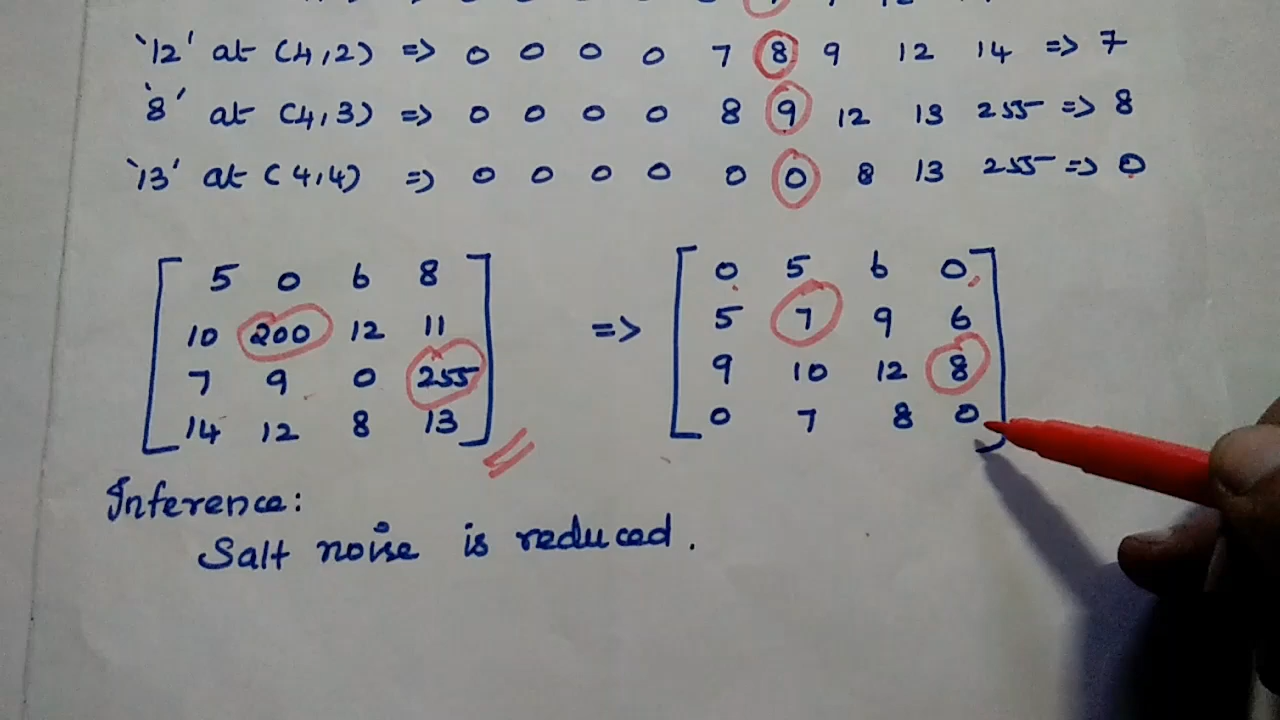 '12' at (4,2) => 0 0 0 0 7 8 9 12 14 => 7
'8' at (4,3) => 0 0 0 0 8 9 12 13 255 => 8
'13' at (4,4) => 0 0 0 0 0 0 8 13 255 => 0
[ 5 0 6 8 ] => [ 0 5 6 0 ]
10 200 12 11 5 7 9 6
7 9 0 255 9 10 12 8
14 12 8 13 0 7 8 0
Inference:
Salt noise is reduced.